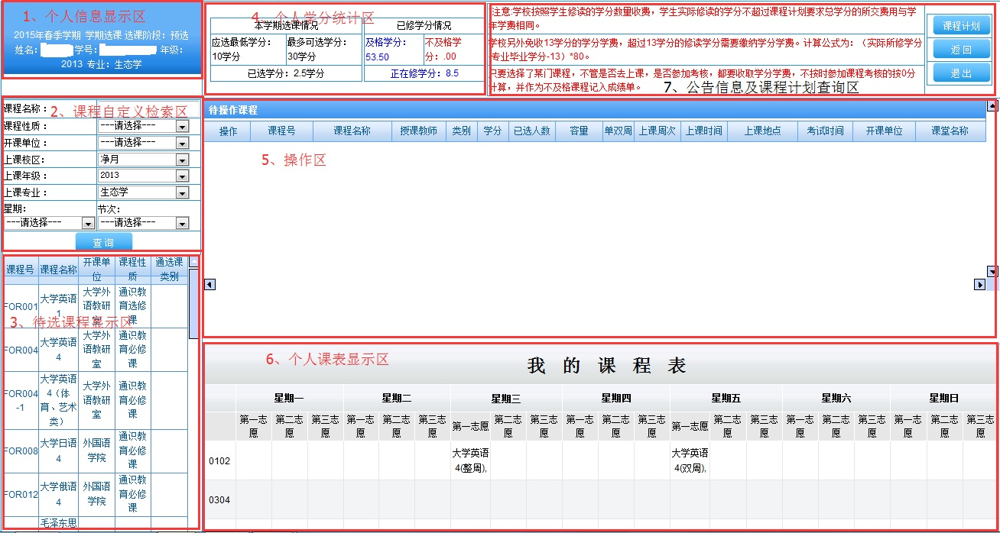 1、个人信息显示区
2015年春季学期 学期选课 选课阶段：预选
姓名： 学号： 年级：
2013 专业：生态学
4、个人学分统计区
本学期选课情况
已修学分情况
应选最低学分：
10学分
最多可选学分：
30学分
及格学分：
53.50
不及格学
分：.00
已选学分：2.5学分
正在修学分：8.5
注意:学校按照学生修读的学分数量收费，学生实际修读的学分不超过课程计划要求总学分的所交费用与学
年学费相同。
学校另外免收13学分的学分学费，超过13学分的修读学分需要缴纳学分学费。计算公式为：（实际所修学分
-专业毕业学分-13）*80。
只要选择了某门课程，不管是否去上课，是否参加考核，都要收取学分学费，不按时参加课程考核的按0分
计算，并作为不及格课程记入成绩单。
7、公告信息及课程计划查询区
课程计划
返 回
退 出
2、课程自定义检索区
课程名称：
课程性质： ---请选择---
开课单位： ---请选择---
上课校区： 净月
上课年级： 2013
上课专业： 生态学
星期： 节次：
---请选择--- ---请选择---
查 询
待操作课程
操作 课程号 课程名称 授课教师 类别 学分 已选人数 容量 单双周 上课周次 上课时间 上课地点 考试时间 开课单位 课堂名称
5、操作区
3、待选课程显示区
课程号 课程名称 开课单位 课程性质 通选课类别
FOR001 大学英语1 大学外语教研室 通识教育选修课
FOR004 大学英语4 大学外语教研室 通识教育必修课
FOR004-1 大学英语4（体育、艺术类） 大学外语教研室 通识教育必修课
FOR008 大学日语4 外国语学院 通识教育必修课
FOR012 大学俄语4 外国语学院 通识教育必修课
毛泽东思
6、个人课表显示区
我 的 课 程 表
星期一 星期二 星期三 星期四 星期五 星期六 星期日
第一志愿 第二志愿 第三志愿 第一志愿 第二志愿 第三志愿 第一志愿 第二志愿 第三志愿 第一志愿 第二志愿 第三志愿 第一志愿 第二志愿 第三志愿 第一志愿 第二志愿 第三志愿 第一志愿 第二志愿 第三志愿
0102 大学英语4(整周), 大学英语4(双周),
0304